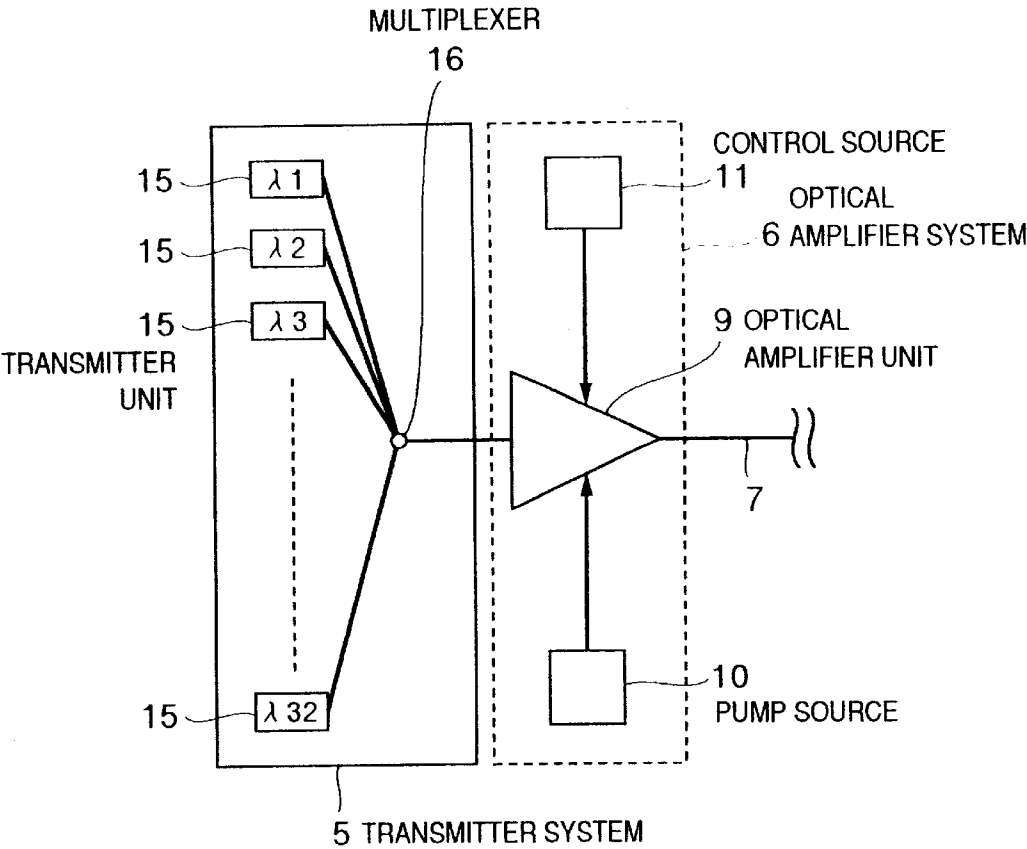 MULTIPLEXER
16
CONTROL SOURCE
11
OPTICAL
6 AMPLIFIER SYSTEM
15 λ1
15 λ2
15 λ3
9 OPTICAL
AMPLIFIER UNIT
TRANSMITTER
UNIT
7
15 λ32
10
PUMP SOURCE
5 TRANSMITTER SYSTEM